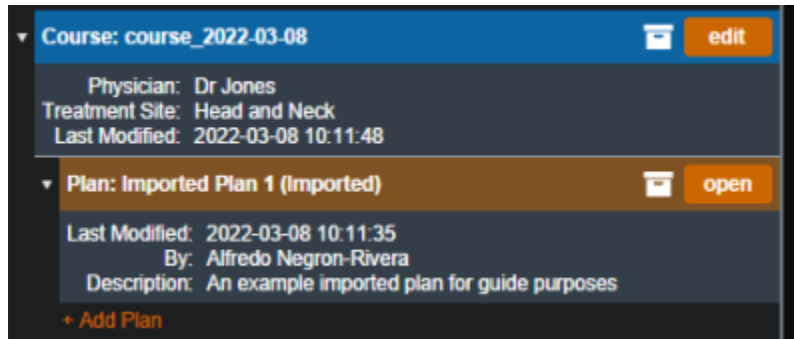 Course: course_2022-03-08 edit
Physician: Dr Jones
Treatment Site: Head and Neck
Last Modified: 2022-03-08 10:11:48
Plan: Imported Plan 1 (Imported) open
Last Modified: 2022-03-08 10:11:35
By: Alfredo Negron-Rivera
Description: An example imported plan for guide purposes
+ Add Plan